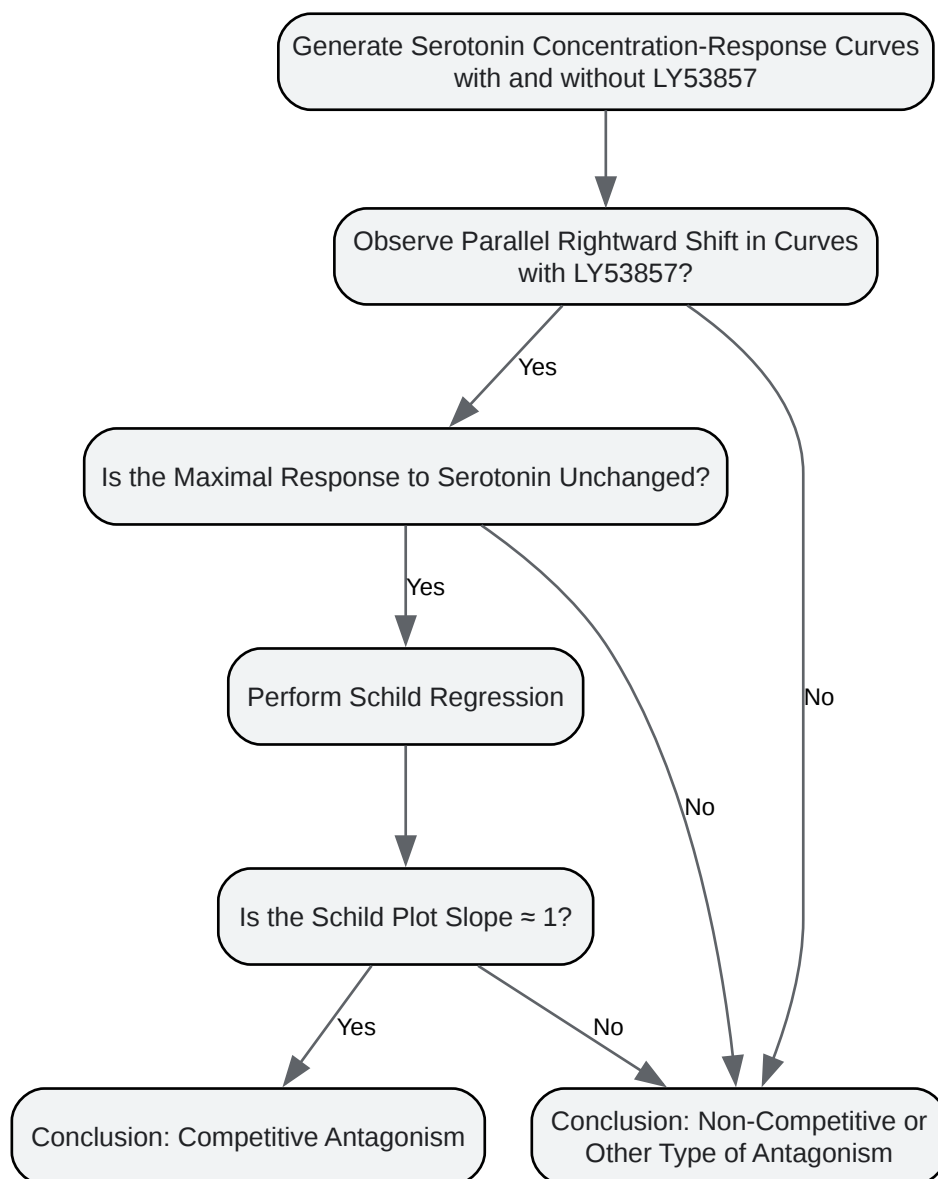 Generate Serotonin Concentration-Response Curves
with and without LY53857
Observe Parallel Rightward Shift in Curves
with LY53857?
Yes
Is the Maximal Response to Serotonin Unchanged?
Yes
Perform Schild Regression
No
No
Is the Schild Plot Slope ≈ 1?
Yes
No
Conclusion: Competitive Antagonism
Conclusion: Non-Competitive or
Other Type of Antagonism